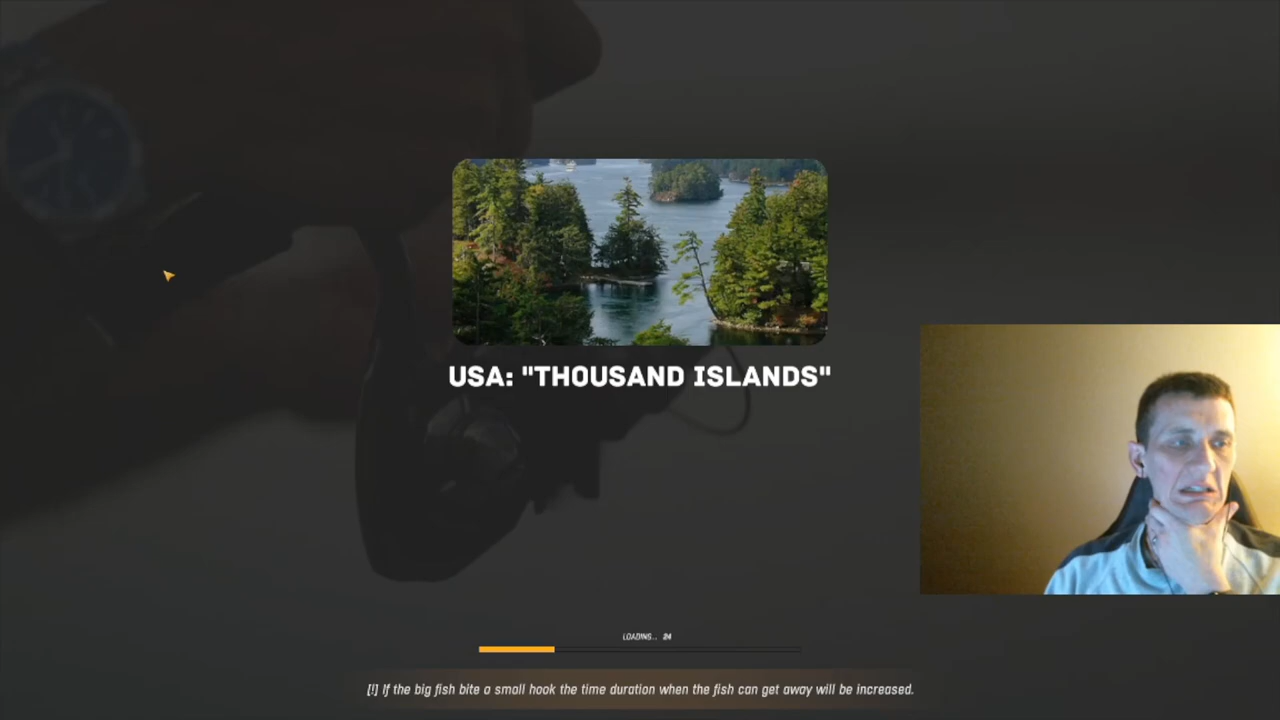 USA: "THOUSAND ISLANDS"
LOADING.. 24
[!] If the big fish bite a small hook the time duration when the fish can get away will be increased.